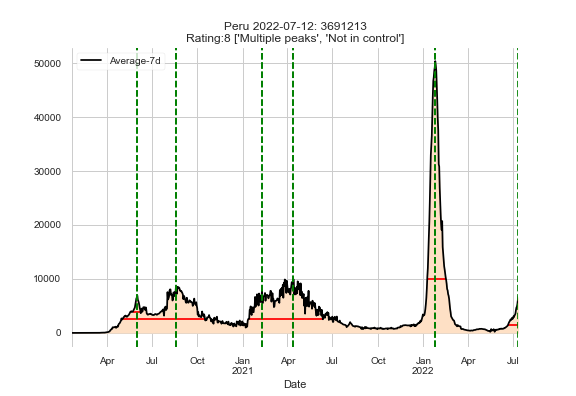 Peru 2022-07-12: 3691213
Rating:8 ['Multiple peaks', 'Not in control']
Average-7d
50000
40000
30000
20000
10000
0
Apr Jul Oct Jan Apr Jul Oct Jan Apr Jul
2021 2022
Date